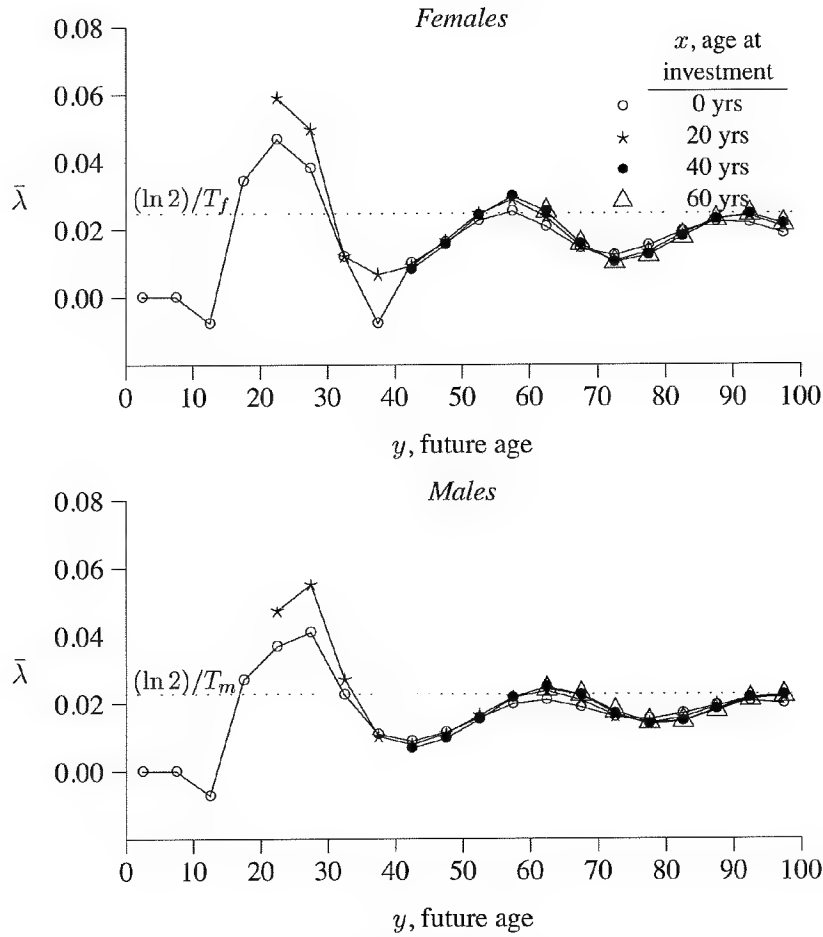 Females
x, age at
investment
0 yrs
20 yrs
40 yrs
60 yrs
0.08
0.06
0.04
0.02
0.00
λ̄
(ln 2)/T_f
0 10 20 30 40 50 60 70 80 90 100
y, future age
Males
0.08
0.06
0.04
0.02
0.00
λ̄
(ln 2)/T_m
0 10 20 30 40 50 60 70 80 90 100
y, future age